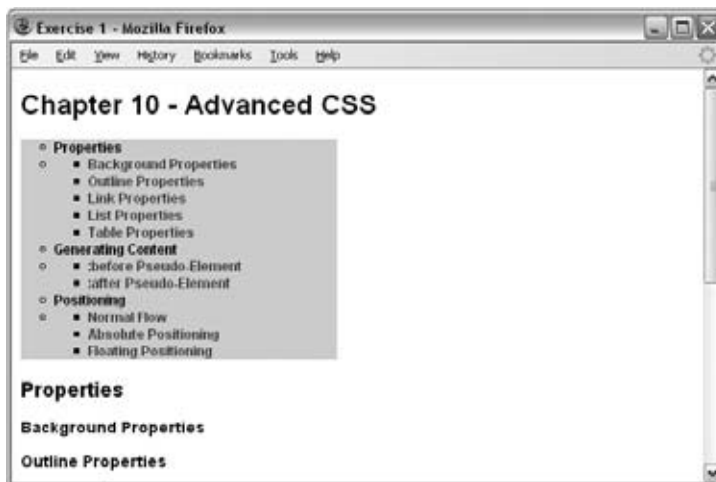 Exercise 1 - Mozilla Firefox
File Edit View History Bookmarks Tools Help
Chapter 10 - Advanced CSS
Properties
Background Properties
Outline Properties
Link Properties
List Properties
Table Properties
Generating Content
:before Pseudo-Element
:after Pseudo-Element
Positioning
Normal Flow
Absolute Positioning
Floating Positioning
Properties
Background Properties
Outline Properties